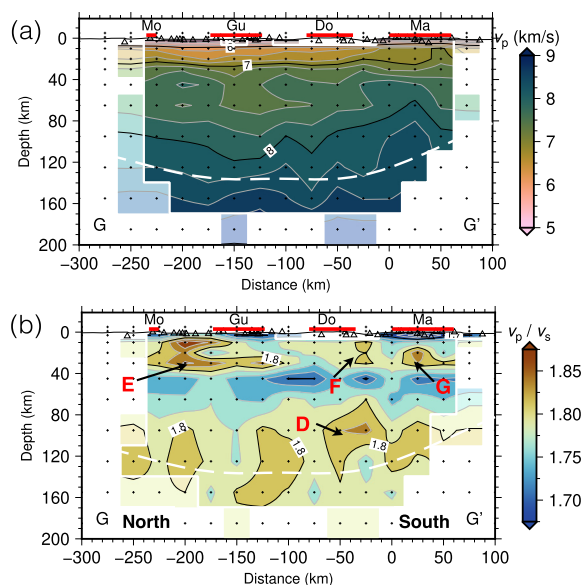 (a)
Mo Gu Do Ma
vp (km/s)
0
40
80
120
160
200
Depth (km)
6
7
8
G G'
−300 −250 −200 −150 −100 −50 0 50 100
Distance (km)
9
8
7
6
5
(b)
Mo Gu Do Ma
vp / vs
0
40
80
120
160
200
Depth (km)
1.8
E
F
G
D
1.8
1.8
1.8
G North South G'
−300 −250 −200 −150 −100 −50 0 50 100
Distance (km)
1.85
1.80
1.75
1.70